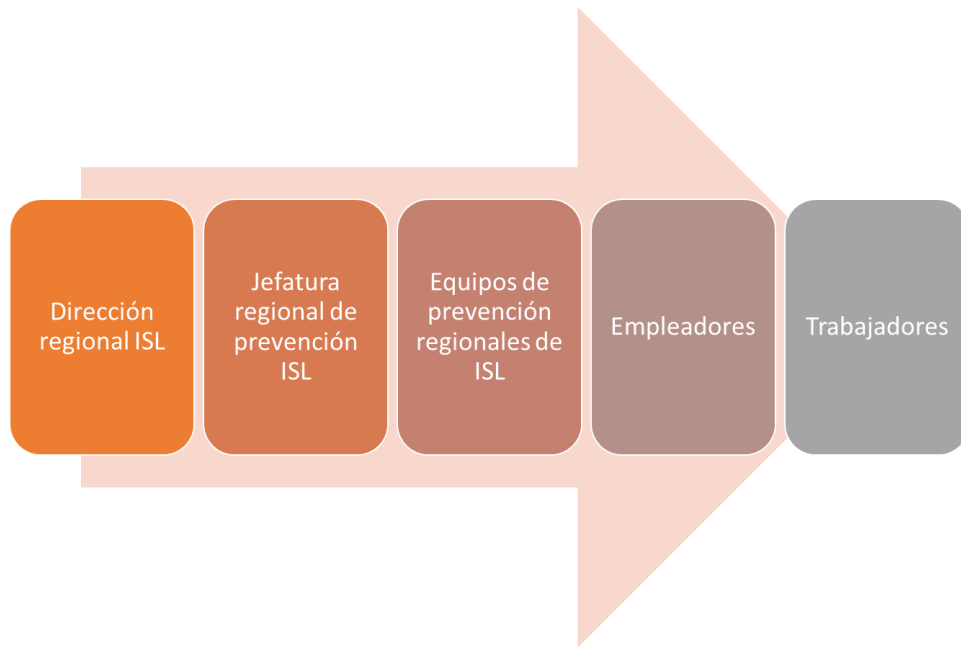 Dirección
regional ISL
Jefatura
regional de
prevención
ISL
Equipos de
prevención
regionales de
ISL
Empleadores
Trabajadores